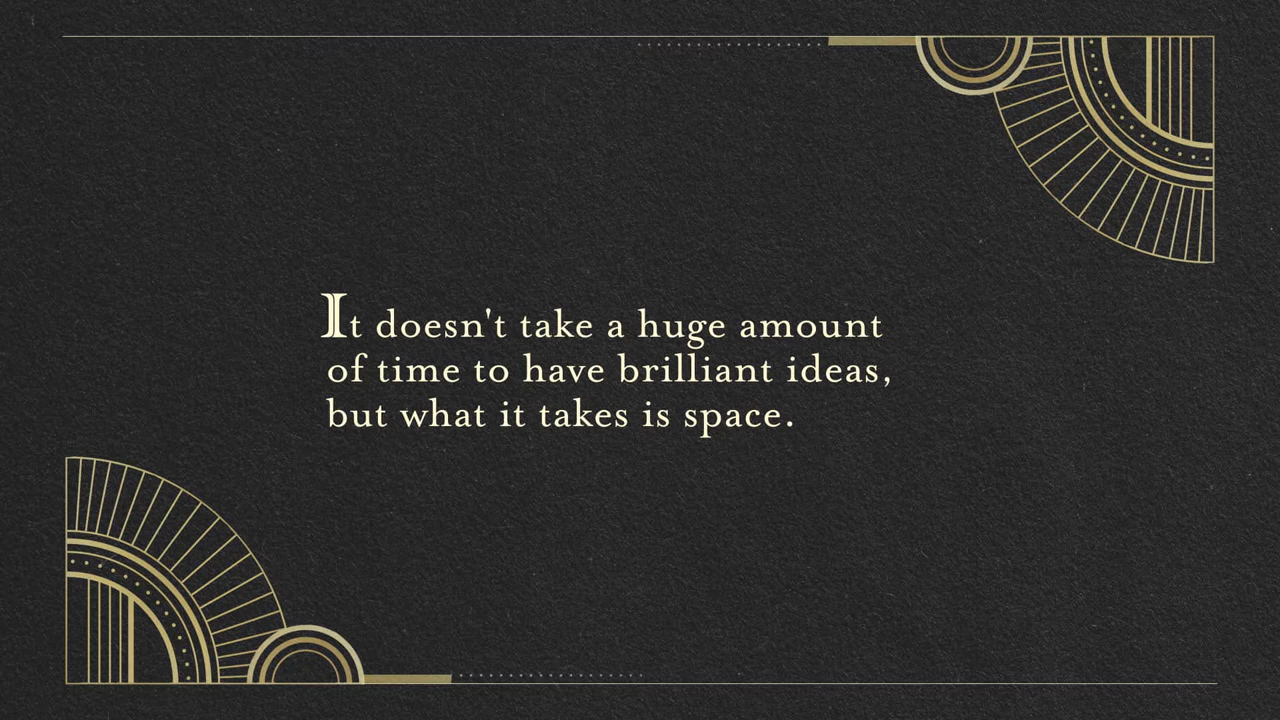 It doesn't take a huge amount
of time to have brilliant ideas,
but what it takes is space.